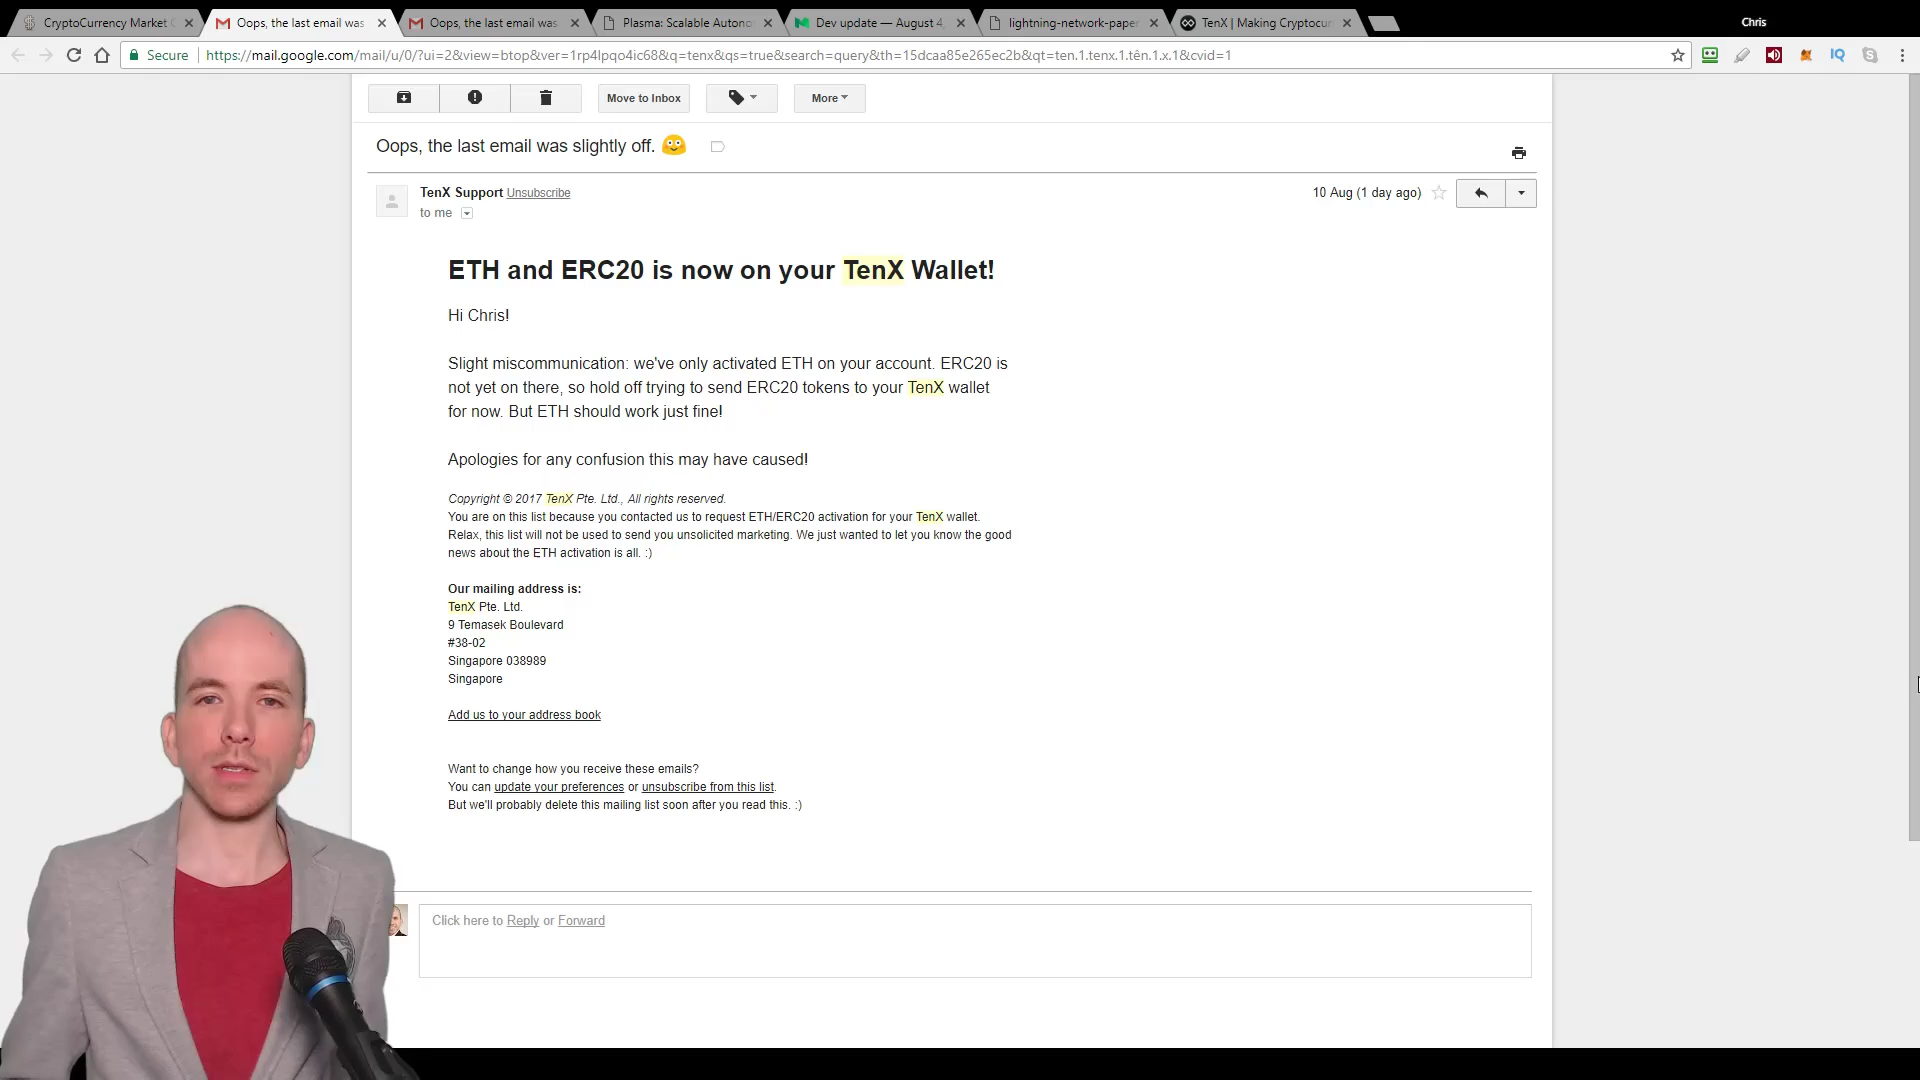 CryptoCurrency Market C
Oops, the last email was
Oops, the last email was
Plasma: Scalable Autono
Dev update — August 4,
lightning-network-paper
TenX | Making Cryptocur
Chris
Secure
https://mail.google.com/mail/u/0/?ui=2&view=btop&ver=1rp4lpqo4ic68&q=tenx&qs=true&search=query&th=15dcaa85e265ec2b&qt=ten.1.tenx.1.tên.1.x.1&cvid=1
IQ
Move to Inbox
More
Oops, the last email was slightly off.
TenX Support Unsubscribe
10 Aug (1 day ago)
to me
ETH and ERC20 is now on your TenX Wallet!
Hi Chris!
Slight miscommunication: we've only activated ETH on your account. ERC20 is
not yet on there, so hold off trying to send ERC20 tokens to your TenX wallet
for now. But ETH should work just fine!
Apologies for any confusion this may have caused!
Copyright © 2017 TenX Pte. Ltd., All rights reserved.
You are on this list because you contacted us to request ETH/ERC20 activation for your TenX wallet.
Relax, this list will not be used to send you unsolicited marketing. We just wanted to let you know the good
news about the ETH activation is all. :)
Our mailing address is:
TenX Pte. Ltd.
9 Temasek Boulevard
#38-02
Singapore 038989
Singapore
Add us to your address book
Want to change how you receive these emails?
You can update your preferences or unsubscribe from this list.
But we'll probably delete this mailing list soon after you read this. :)
Click here to Reply or Forward